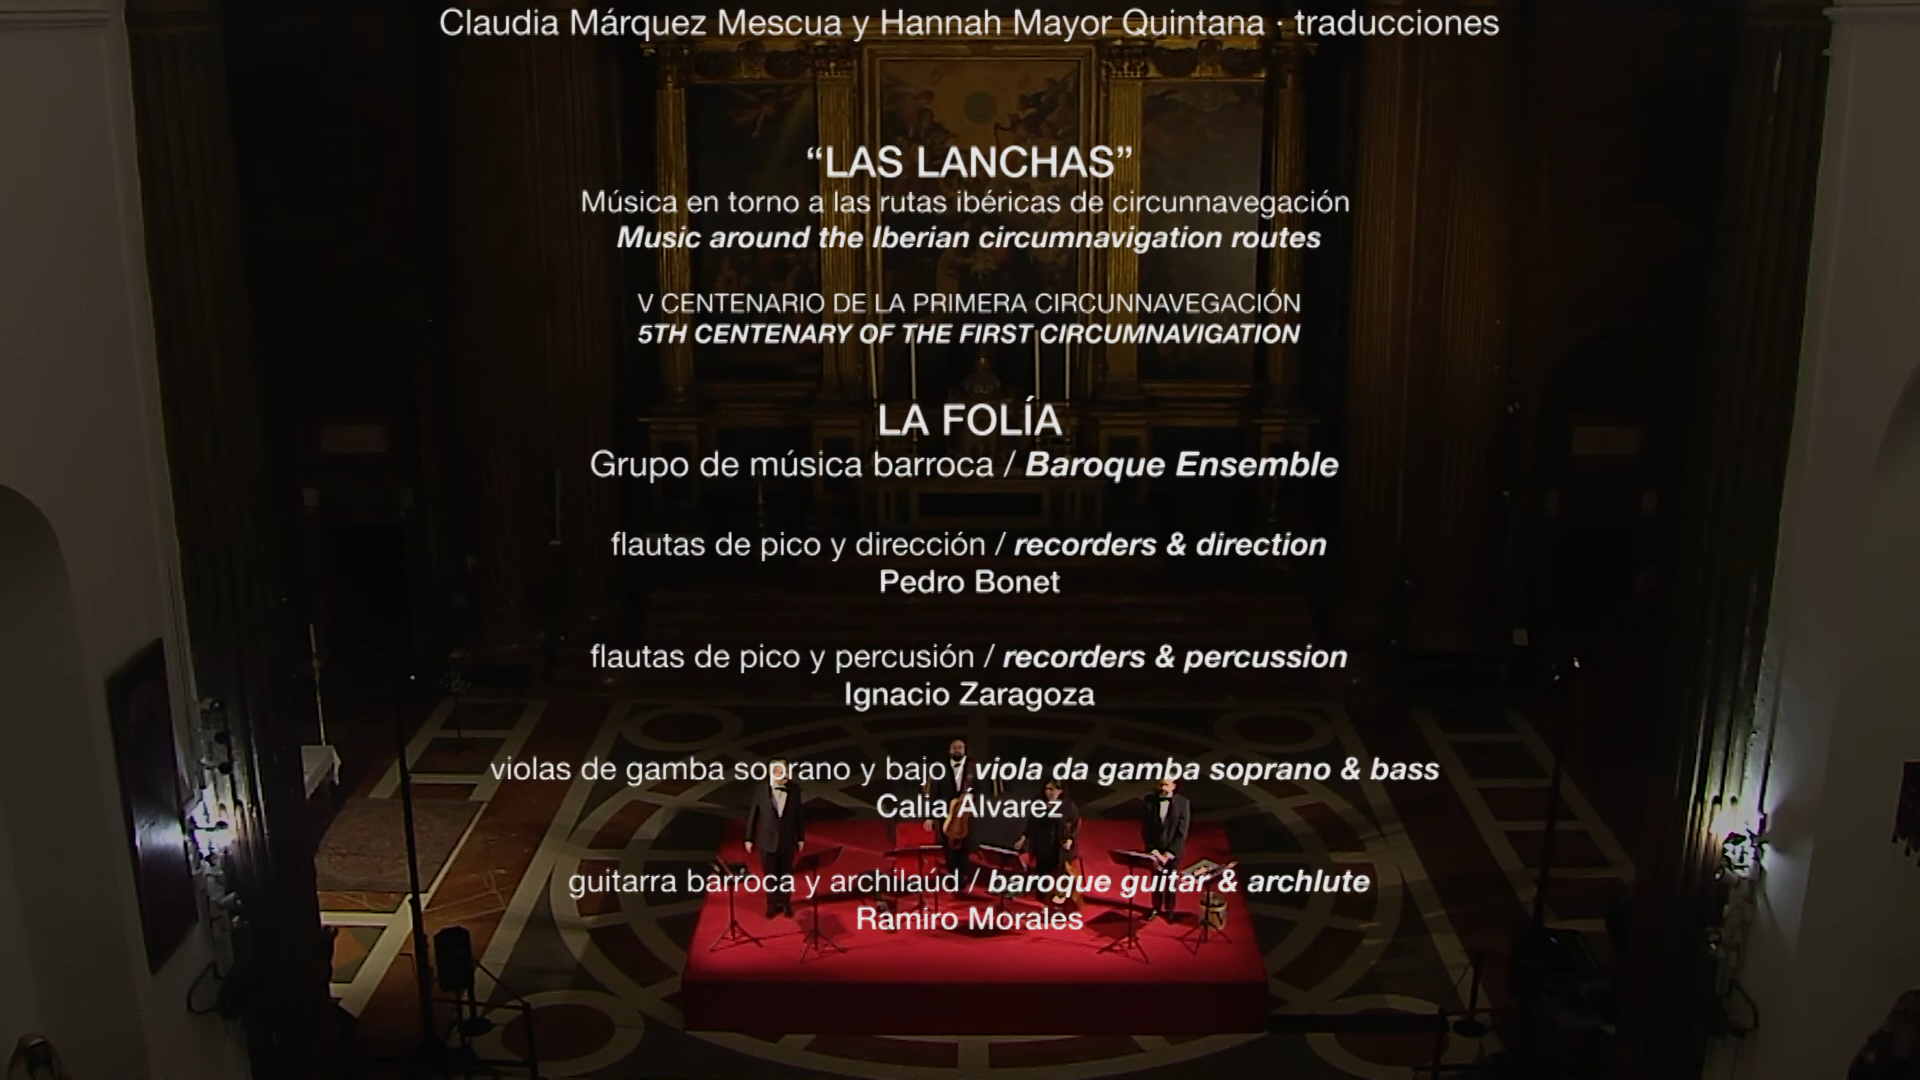 Claudia Márquez Mescua y Hannah Mayor Quintana · traducciones
“LAS LANCHAS”
Música en torno a las rutas ibéricas de circunnavegación
Music around the Iberian circumnavigation routes
V CENTENARIO DE LA PRIMERA CIRCUNNAVEGACIÓN
5TH CENTENARY OF THE FIRST CIRCUMNAVIGATION
LA FOLÍA
Grupo de música barroca / Baroque Ensemble
flautas de pico y dirección / recorders & direction
Pedro Bonet
flautas de pico y percusión / recorders & percussion
Ignacio Zaragoza
violas de gamba soprano y bajo / viola da gamba soprano & bass
Calia Álvarez
guitarra barroca y archilaúd / baroque guitar & archlute
Ramiro Morales